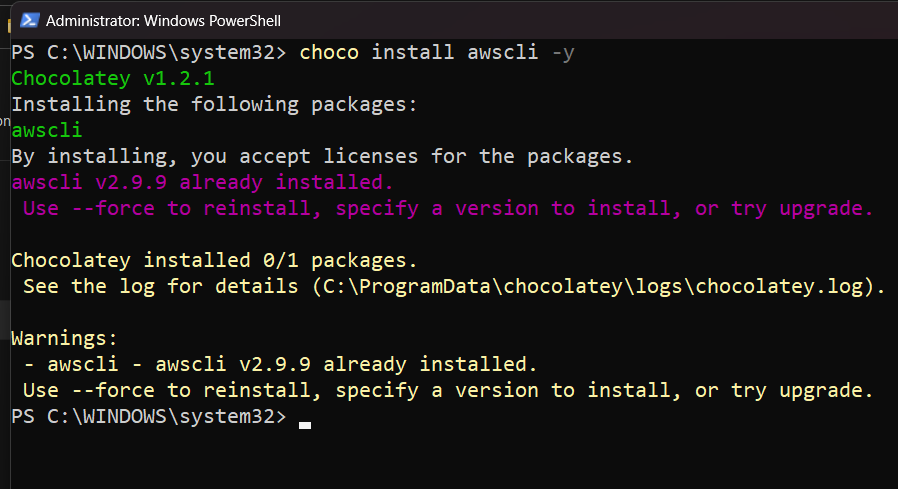 Administrator: Windows PowerShell
PS C:\WINDOWS\system32> choco install awscli -y
Chocolatey v1.2.1
Installing the following packages:
awscli
By installing, you accept licenses for the packages.
awscli v2.9.9 already installed.
 Use --force to reinstall, specify a version to install, or try upgrade.

Chocolatey installed 0/1 packages.
 See the log for details (C:\ProgramData\chocolatey\logs\chocolatey.log).

Warnings:
 - awscli - awscli v2.9.9 already installed.
 Use --force to reinstall, specify a version to install, or try upgrade.
PS C:\WINDOWS\system32>